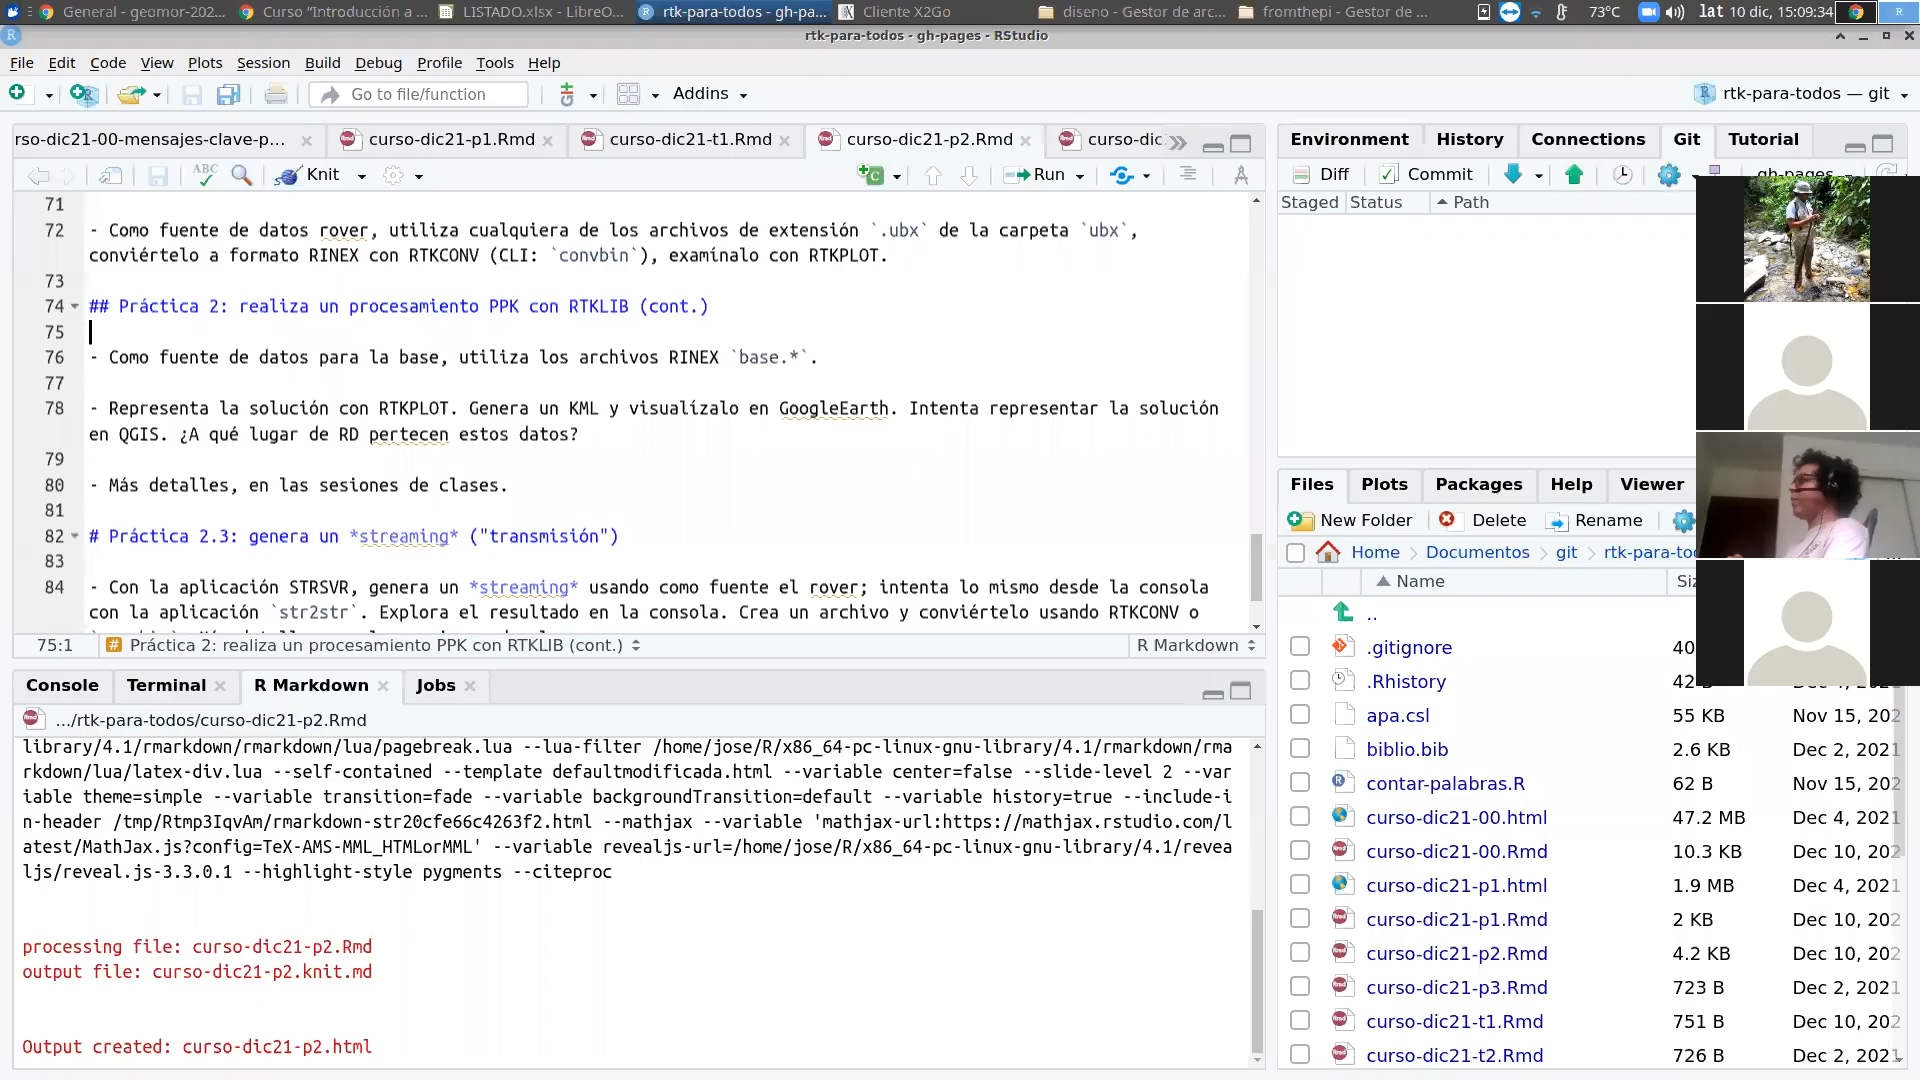 General - geomor-202...
Curso "Introducción a ...
LISTADO.xlsx - LibreO...
rtk-para-todos - gh-pa...
Cliente X2Go
diseno - Gestor de arc...
fromthepi - Gestor de ...
73°C
lat 10 dic, 15:09:34
rtk-para-todos - gh-pages - RStudio
File Edit Code View Plots Session Build Debug Profile Tools Help
Go to file/function
Addins
rtk-para-todos — git
rso-dic21-00-mensajes-clave-p...
curso-dic21-p1.Rmd
curso-dic21-t1.Rmd
curso-dic21-p2.Rmd
curso-dic
ABC
Knit
Run
71
72 - Como fuente de datos rover, utiliza cualquiera de los archivos de extensión `.ubx` de la carpeta `ubx`,
conviértelo a formato RINEX con RTKCONV (CLI: `convbin`), examínalo con RTKPLOT.
73
74 ## Práctica 2: realiza un procesamiento PPK con RTKLIB (cont.)
75
76 - Como fuente de datos para la base, utiliza los archivos RINEX `base.*`.
77
78 - Representa la solución con RTKPLOT. Genera un KML y visualízalo en GoogleEarth. Intenta representar la solución
en QGIS. ¿A qué lugar de RD pertecen estos datos?
79
80 - Más detalles, en las sesiones de clases.
81
82 # Práctica 2.3: genera un *streaming* ("transmisión")
83
84 - Con la aplicación STRSVR, genera un *streaming* usando como fuente el rover; intenta lo mismo desde la consola
con la aplicación `str2str`. Explora el resultado en la consola. Crea un archivo y conviértelo usando RTKCONV o
75:1
Práctica 2: realiza un procesamiento PPK con RTKLIB (cont.)
R Markdown
Console Terminal R Markdown Jobs
.../rtk-para-todos/curso-dic21-p2.Rmd
library/4.1/rmarkdown/rmarkdown/lua/pagebreak.lua --lua-filter /home/jose/R/x86_64-pc-linux-gnu-library/4.1/rmarkdown/rma
rkdown/lua/latex-div.lua --self-contained --template defaultmodificada.html --variable center=false --slide-level 2 --var
iable theme=simple --variable transition=fade --variable backgroundTransition=default --variable history=true --include-i
n-header /tmp/Rtmp3IqvAm/rmarkdown-str20cfe66c4263f2.html --mathjax --variable 'mathjax-url:https://mathjax.rstudio.com/l
atest/MathJax.js?config=TeX-AMS-MML_HTMLorMML' --variable revealjs-url=/home/jose/R/x86_64-pc-linux-gnu-library/4.1/revea
ljs/reveal.js-3.3.0.1 --highlight-style pygments --citeproc
processing file: curso-dic21-p2.Rmd
output file: curso-dic21-p2.knit.md
Output created: curso-dic21-p2.html
Environment History Connections Git Tutorial
Diff Commit gh-pages
Staged Status Path
Files Plots Packages Help Viewer
New Folder Delete Rename
Home Documentos git rtk-para-to
Name Siz
..
.gitignore 40
.Rhistory 42 B Dec 4, 202
apa.csl 55 KB Nov 15, 202
biblio.bib 2.6 KB Dec 2, 2021
contar-palabras.R 62 B Nov 15, 202
curso-dic21-00.html 47.2 MB Dec 4, 2021
curso-dic21-00.Rmd 10.3 KB Dec 10, 202
curso-dic21-p1.html 1.9 MB Dec 4, 2021
curso-dic21-p1.Rmd 2 KB Dec 10, 202
curso-dic21-p2.Rmd 4.2 KB Dec 10, 202
curso-dic21-p3.Rmd 723 B Dec 2, 2021
curso-dic21-t1.Rmd 751 B Dec 10, 202
curso-dic21-t2.Rmd 726 B Dec 2, 2021